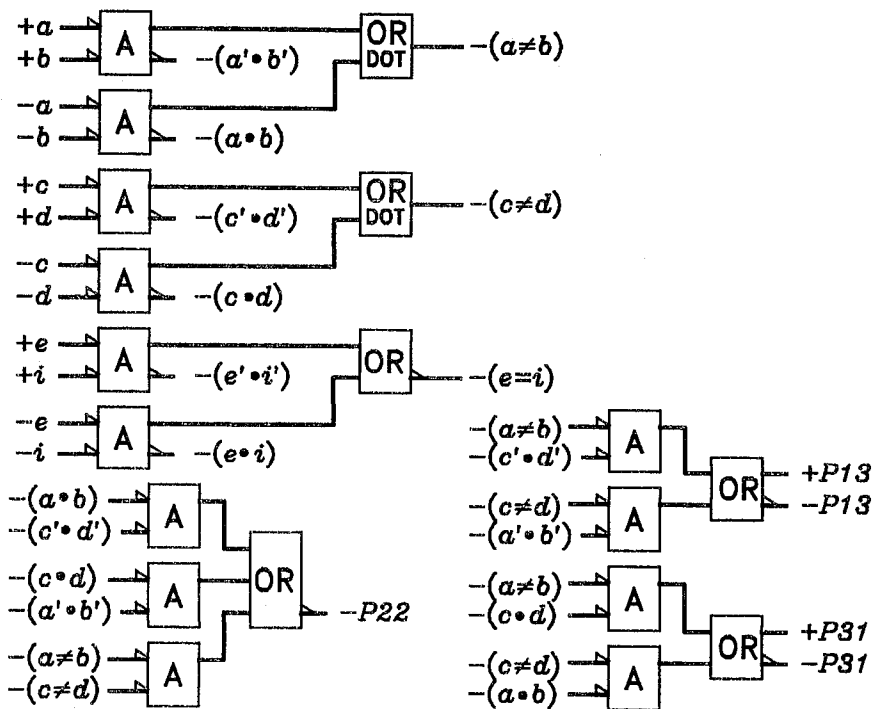 +a
A
OR
DOT
-(a≠b)
+b
-(a'•b')
-a
A
-b
-(a•b)
+c
A
OR
DOT
-(c≠d)
+d
-(c'•d')
-c
A
-d
-(c•d)
+e
A
OR
+i
-(e'•i')
-(e=i)
-e
A
-i
-(e•i)
-(a•b)
A
-(c'•d')
-(c•d)
A
OR
-(a'•b')
-P22
-(a≠b)
A
-(c≠d)
-(a≠b)
A
-(c'•d')
OR
+P13
-P13
-(c≠d)
A
-(a'•b')
-(a≠b)
A
-(c•d)
OR
+P31
-P31
-(c≠d)
A
-(a•b)